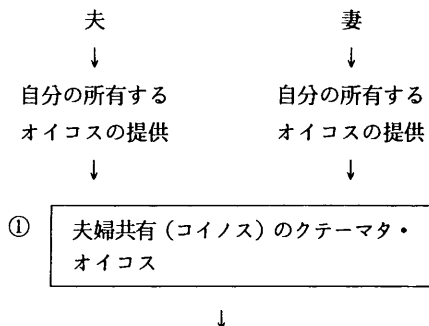 夫 妻
↓ ↓
自分の所有する 自分の所有する
オイコスの提供 オイコスの提供
↓ ↓
① 夫婦共有（コイノス）のクテーマタ・
オイコス
↓